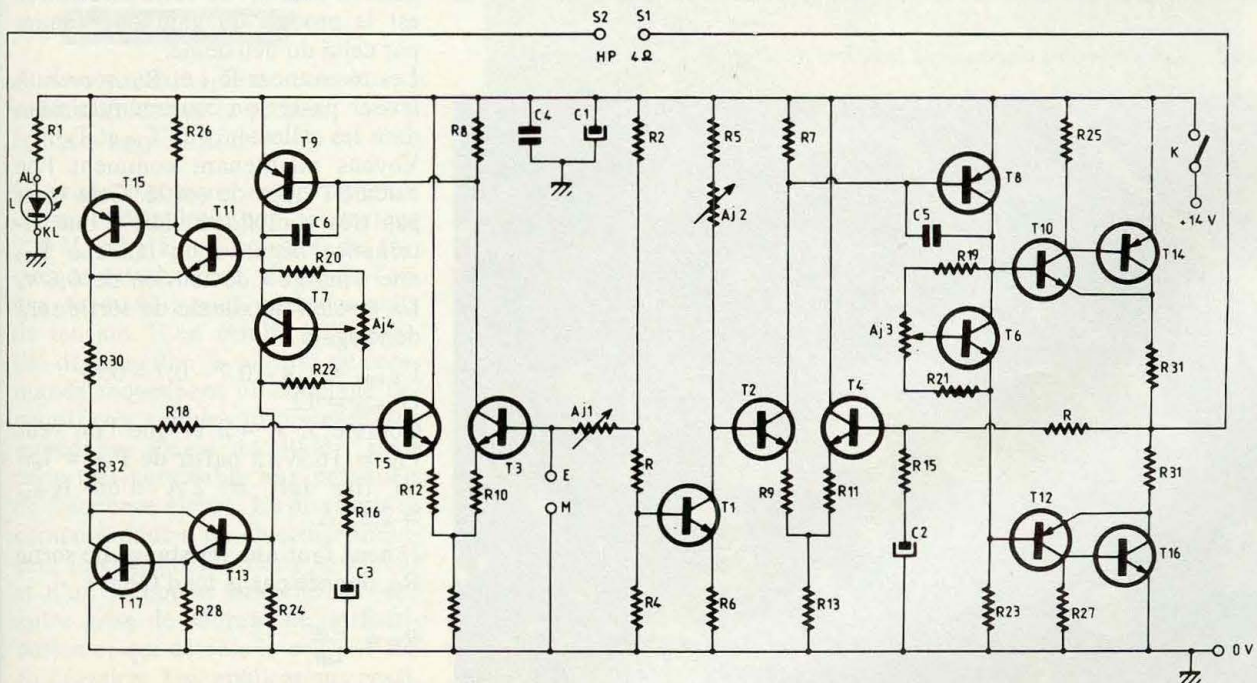 S2 S1
HP 4Ω
R1
R26
T9
R8
C4
C1
R2
R5
R7
T8
R25
K
+14 V
AL
L
KL
T15
T11
C6
R20
T7
Aj4
R22
Aj2
C5
R19
T10
T14
Aj3
T6
R21
R31
R30
R18
T5
T3
Aj1
T2
T4
R
R32
R12
R10
E
M
R
T1
R9
R11
R15
R31
R16
T12
T16
C2
T17
T13
R28
R24
C3
R4
R6
R13
R23
R27
0V